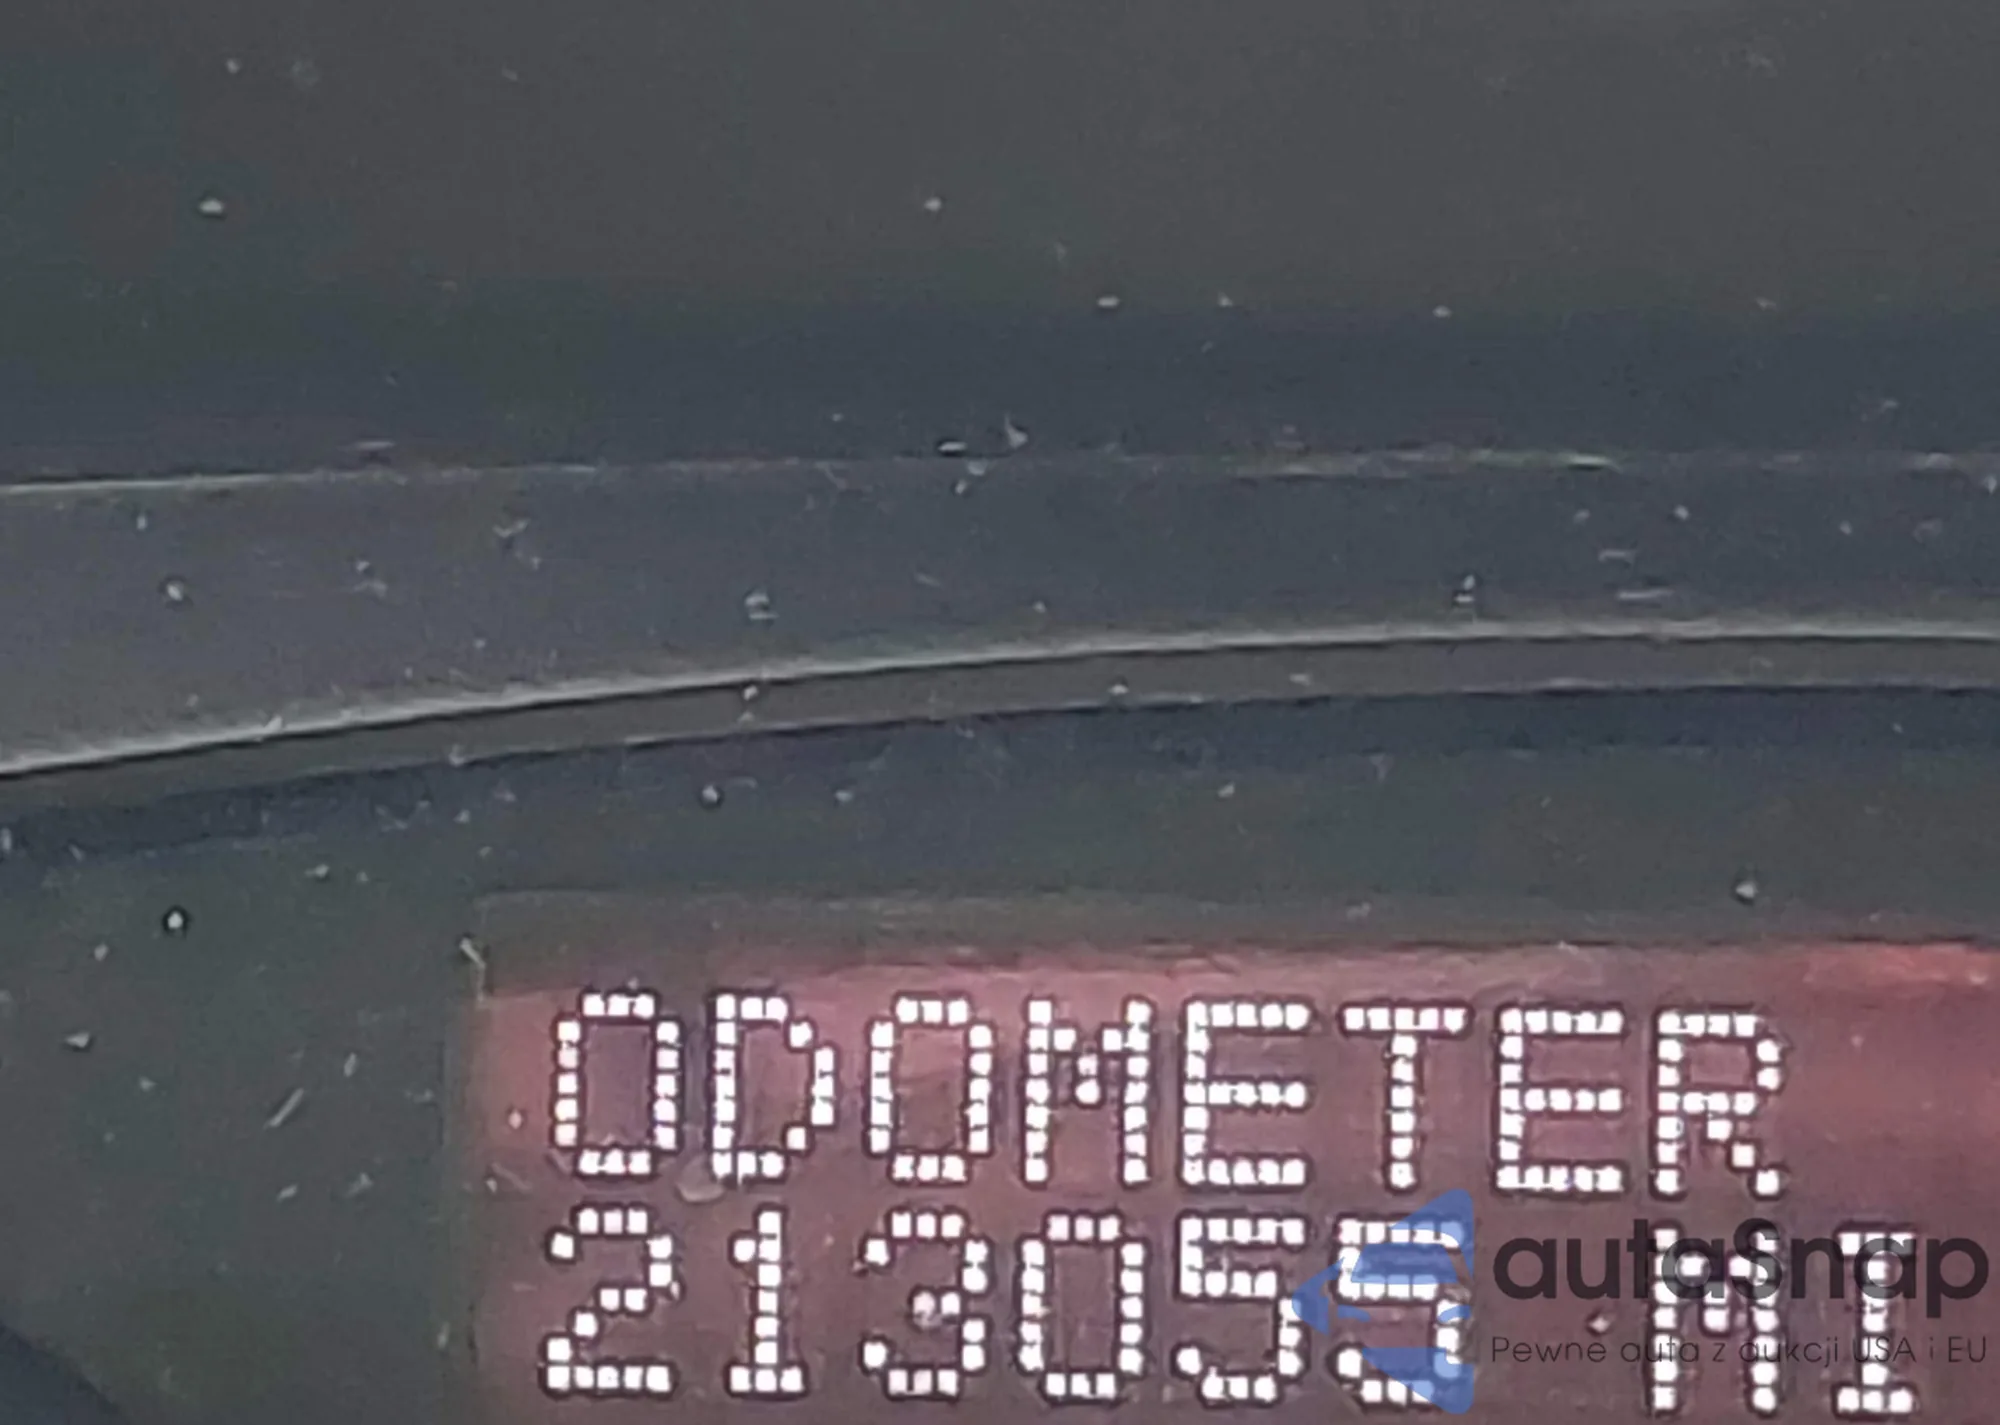 ODOMETER
213055 MI
autaSnap
Pewne auta z aukcji USA i EU